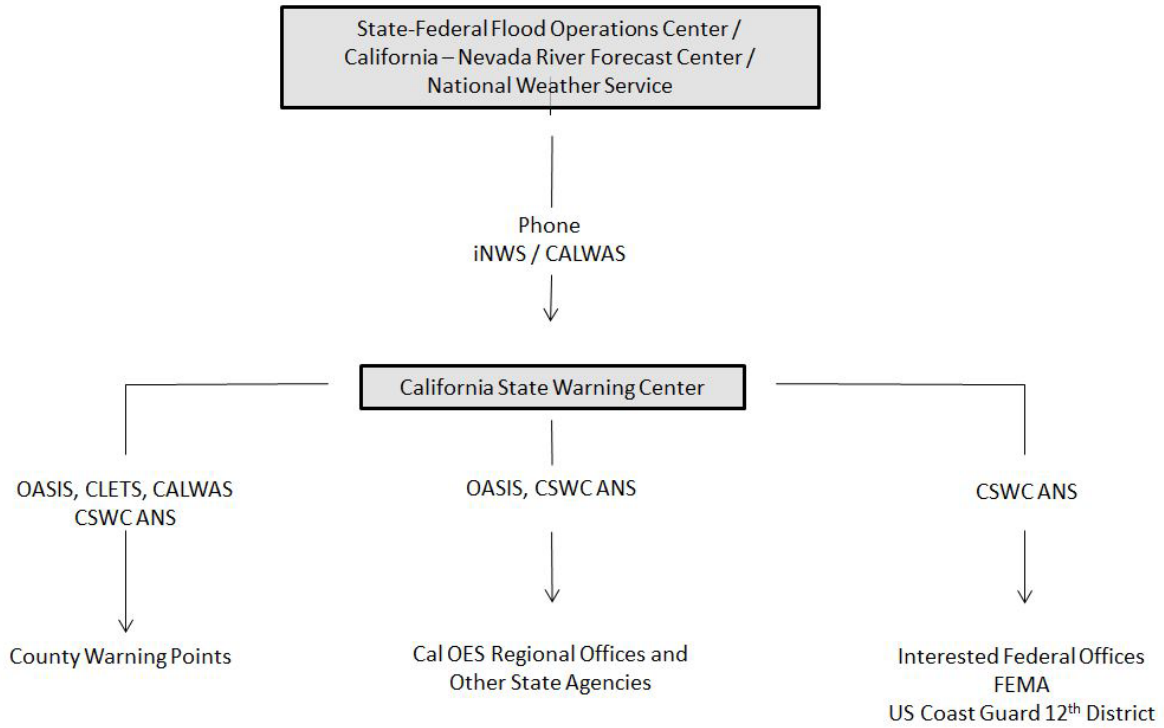 State-Federal Flood Operations Center /
California – Nevada River Forecast Center /
National Weather Service
Phone
iNWS / CALWAS
California State Warning Center
OASIS, CLETS, CALWAS
CSWC ANS
OASIS, CSWC ANS
CSWC ANS
County Warning Points
Cal OES Regional Offices and
Other State Agencies
Interested Federal Offices
FEMA
US Coast Guard 12th District